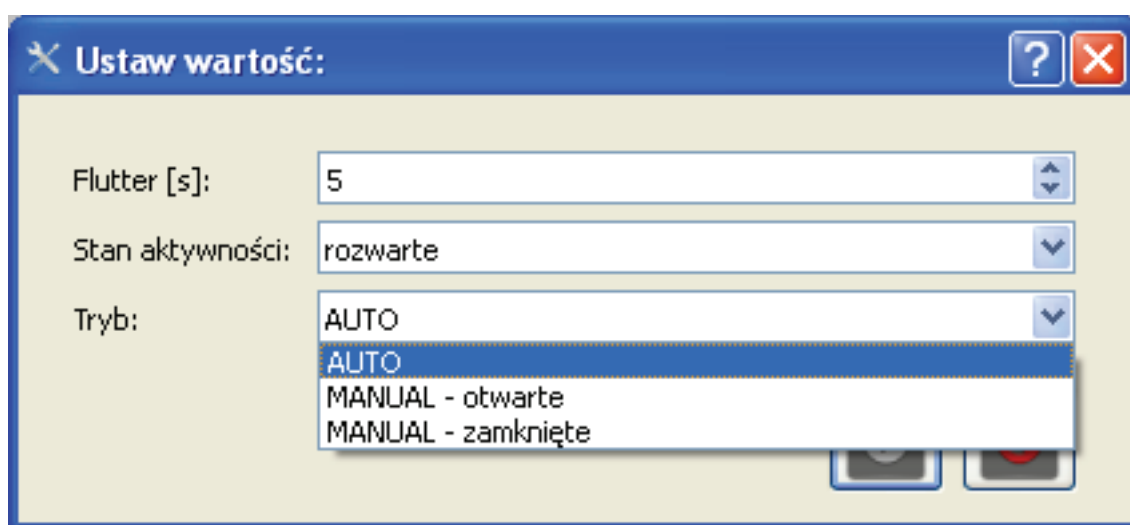 Ustaw wartość:
Flutter [s]: 5
Stan aktywności: rozwarte
Tryb: AUTO
AUTO
MANUAL - otwarte
MANUAL - zamknięte